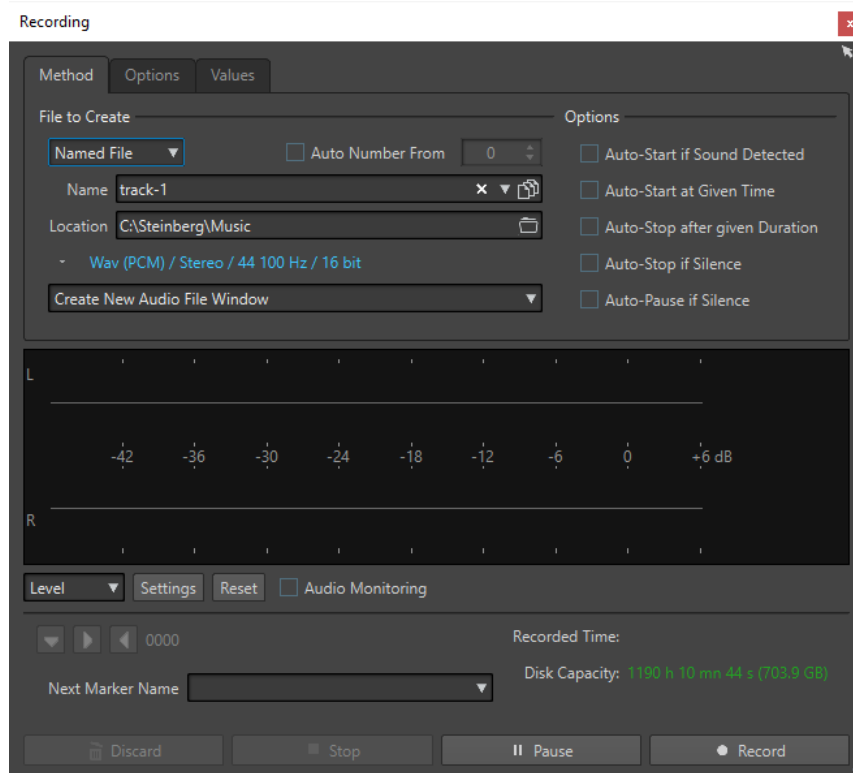 Recording
x
Method Options Values
File to Create Options
Named File Auto Number From 0 Auto-Start if Sound Detected
Name track-1 Auto-Start at Given Time
Location C:\Steinberg\Music Auto-Stop after given Duration
- Wav (PCM) / Stereo / 44 100 Hz / 16 bit Auto-Stop if Silence
Create New Audio File Window Auto-Pause if Silence
L
-42 -36 -30 -24 -18 -12 -6 0 +6 dB
R
Level Settings Reset Audio Monitoring
0000 Recorded Time:
Disk Capacity: 1190 h 10 mn 44 s (703.9 GB)
Next Marker Name
Discard Stop Pause Record